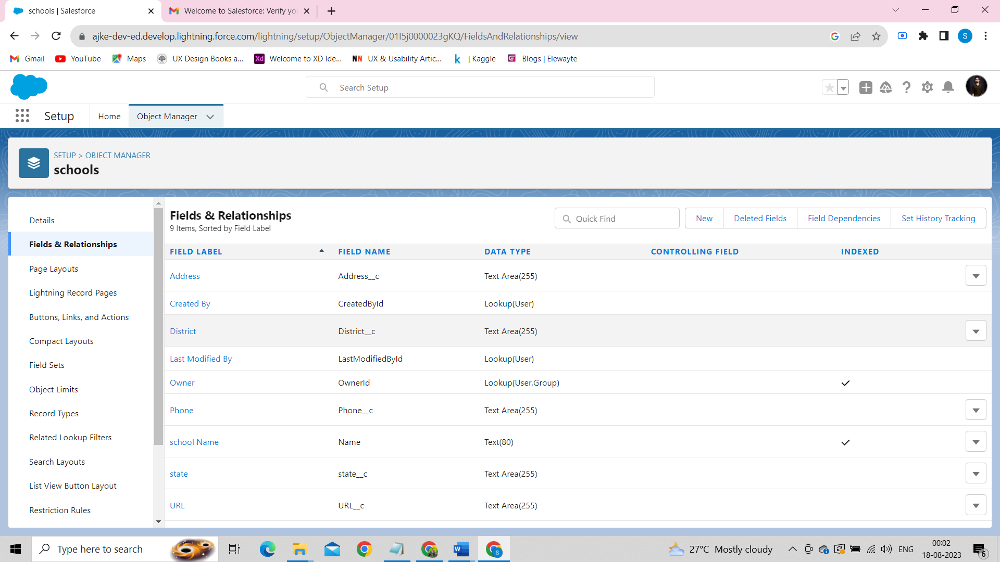 schools | Salesforce
Welcome to Salesforce: Verify yo
ajke-dev-ed.develop.lightning.force.com/lightning/setup/ObjectManager/01I5j0000023gKQ/FieldsAndRelationships/view
S
Gmail
YouTube
Maps
UX Design Books a...
Xd
Welcome to XD Ide...
NN
UX & Usability Artic...
k
| Kaggle
Blogs | Elewayte
Search Setup
Setup
Home
Object Manager
SETUP > OBJECT MANAGER
schools
Details
Fields & Relationships
Page Layouts
Lightning Record Pages
Buttons, Links, and Actions
Compact Layouts
Field Sets
Object Limits
Record Types
Related Lookup Filters
Search Layouts
List View Button Layout
Restriction Rules
Fields & Relationships
9 Items, Sorted by Field Label
Quick Find
New
Deleted Fields
Field Dependencies
Set History Tracking
FIELD LABEL FIELD NAME DATA TYPE CONTROLLING FIELD INDEXED
Address Address__c Text Area(255)
Created By CreatedById Lookup(User)
District District__c Text Area(255)
Last Modified By LastModifiedById Lookup(User)
Owner OwnerId Lookup(User,Group)
Phone Phone__c Text Area(255)
school Name Name Text(80)
state state__c Text Area(255)
URL URL__c Text Area(255)
Type here to search
27°C Mostly cloudy
ENG
00:02
18-08-2023
6